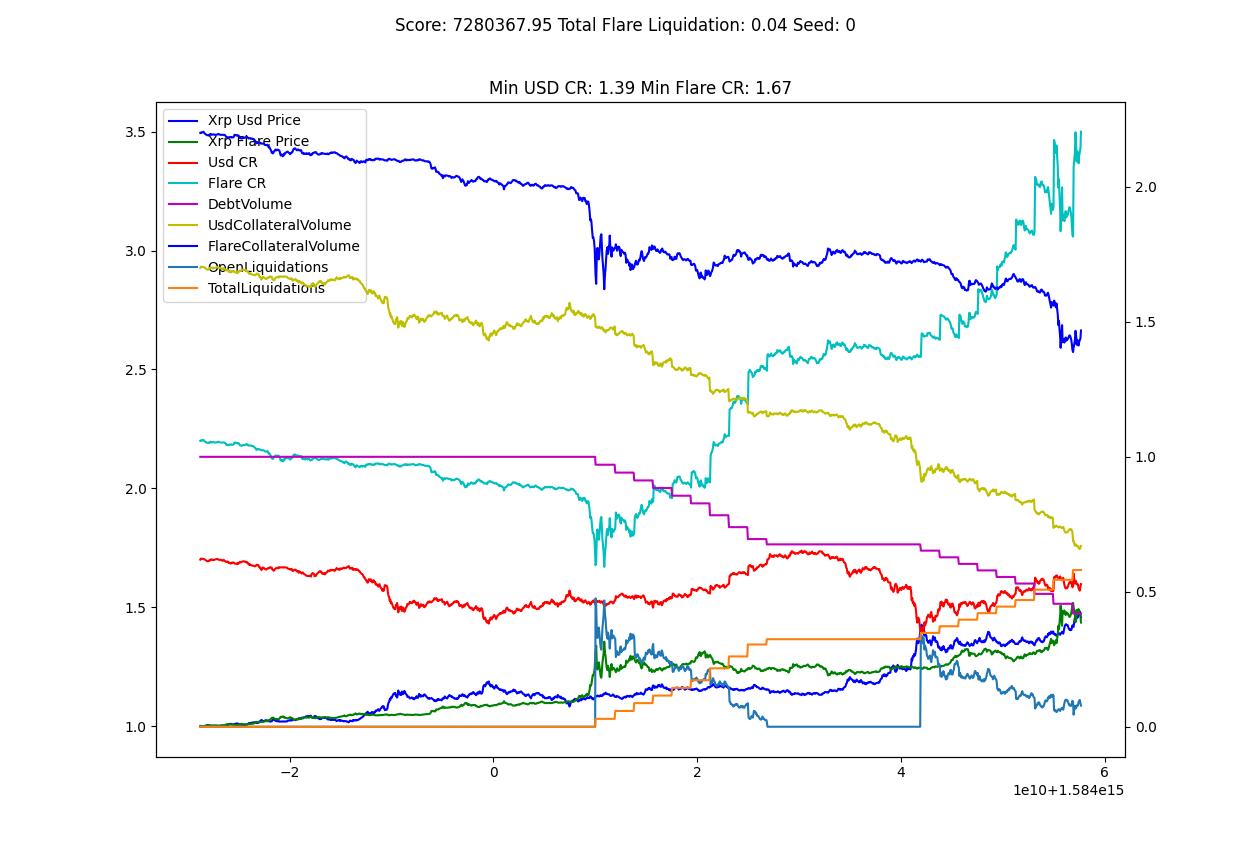 Score: 7280367.95 Total Flare Liquidation: 0.04 Seed: 0
Min USD CR: 1.39 Min Flare CR: 1.67
Xrp Usd Price
Xrp Flare Price
Usd CR
Flare CR
DebtVolume
UsdCollateralVolume
FlareCollateralVolume
OpenLiquidations
TotalLiquidations
3.5
3.0
2.5
2.0
1.5
1.0
2.0
1.5
1.0
0.5
0.0
−2
0
2
4
6
1e10+1.584e15